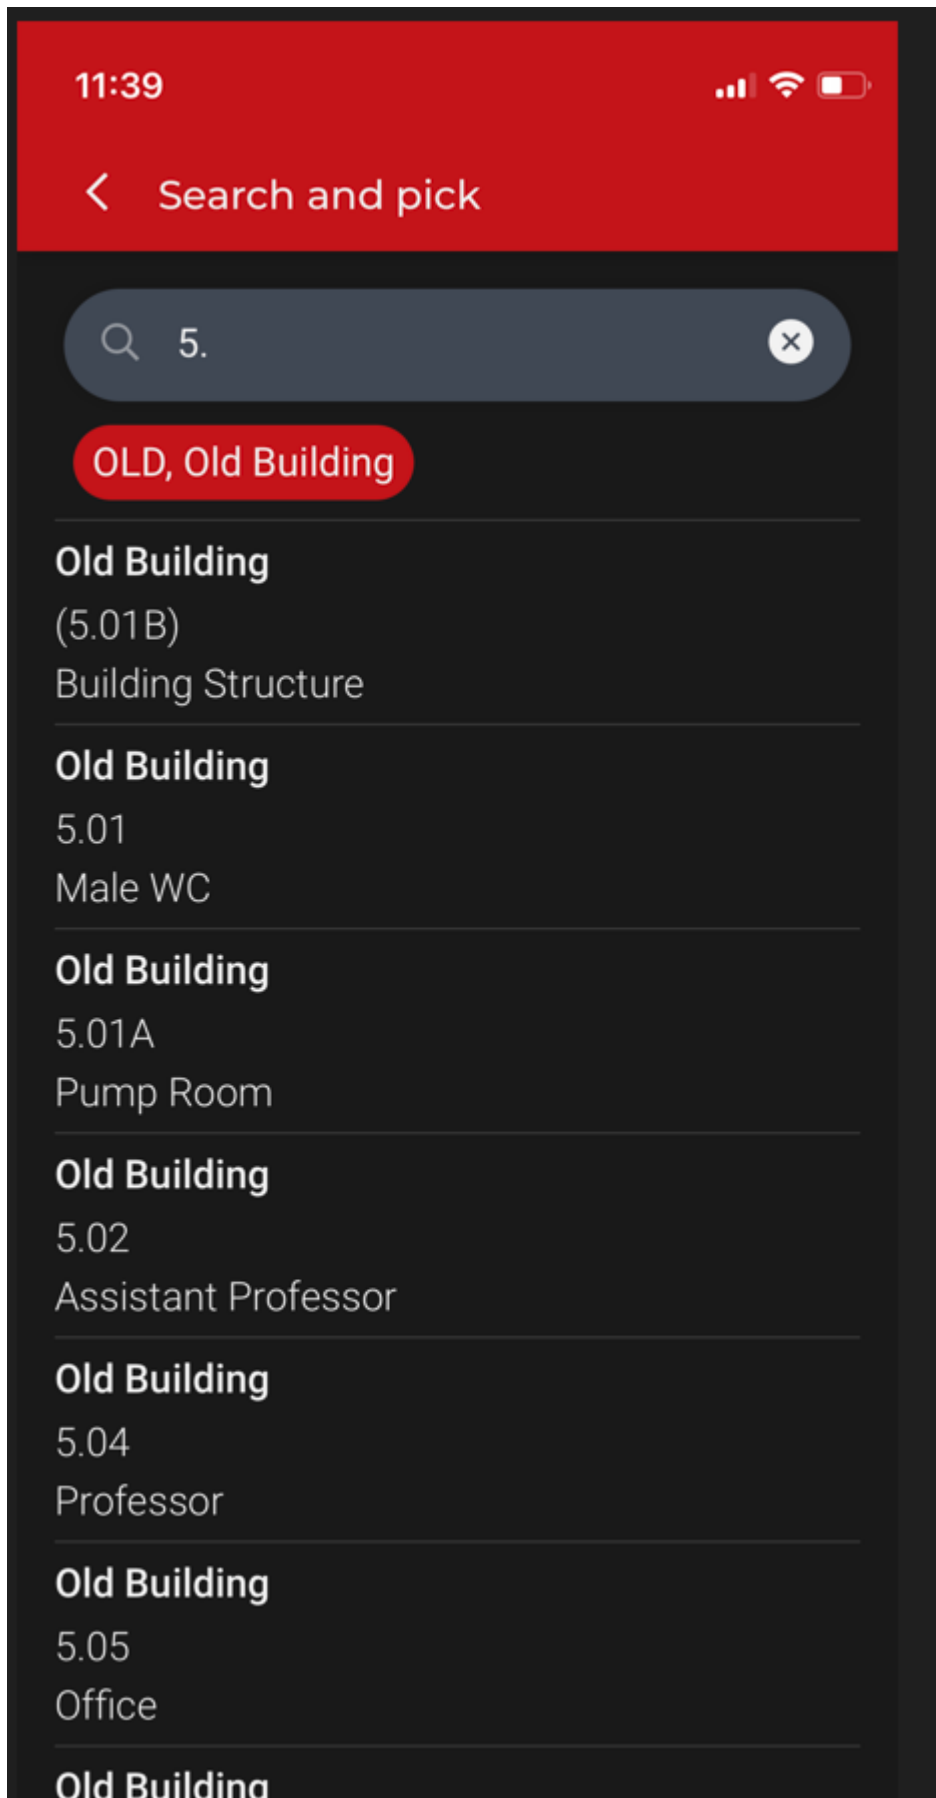 11:39
Search and pick
5.
OLD, Old Building
Old Building
(5.01B)
Building Structure
Old Building
5.01
Male WC
Old Building
5.01A
Pump Room
Old Building
5.02
Assistant Professor
Old Building
5.04
Professor
Old Building
5.05
Office
Old Building